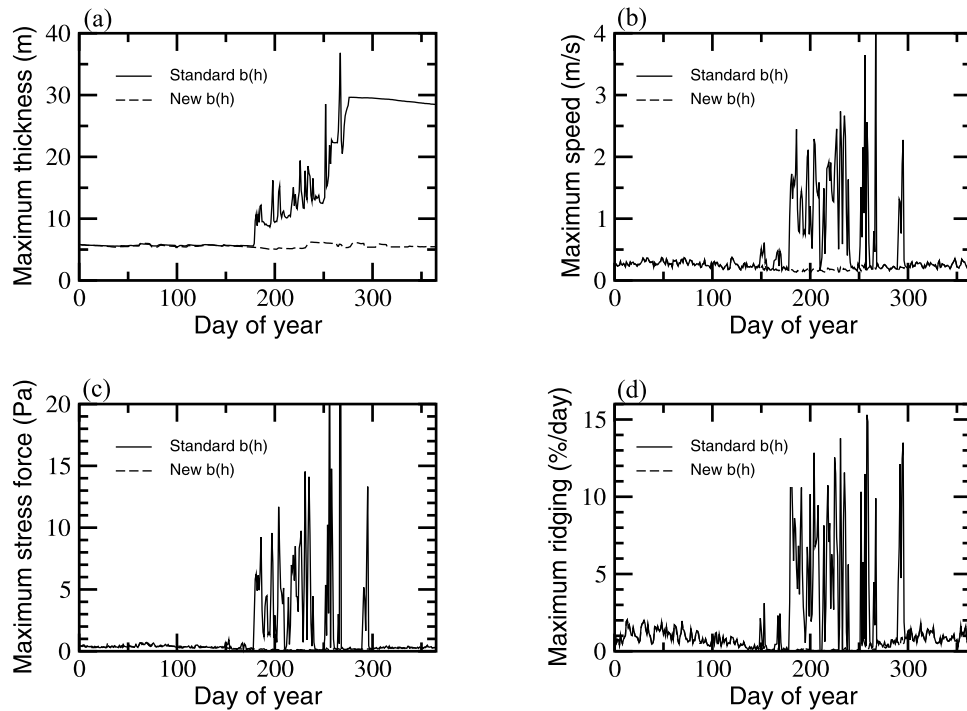 (a)
40
30
20
10
0
Maximum thickness (m)
Standard b(h)
New b(h)
0 100 200 300
Day of year
(b)
4
3
2
1
0
Maximum speed (m/s)
Standard b(h)
New b(h)
0 100 200 300
Day of year
(c)
20
15
10
5
0
Maximum stress force (Pa)
Standard b(h)
New b(h)
0 100 200 300
Day of year
(d)
15
10
5
0
Maximum ridging (%/day)
Standard b(h)
New b(h)
0 100 200 300
Day of year